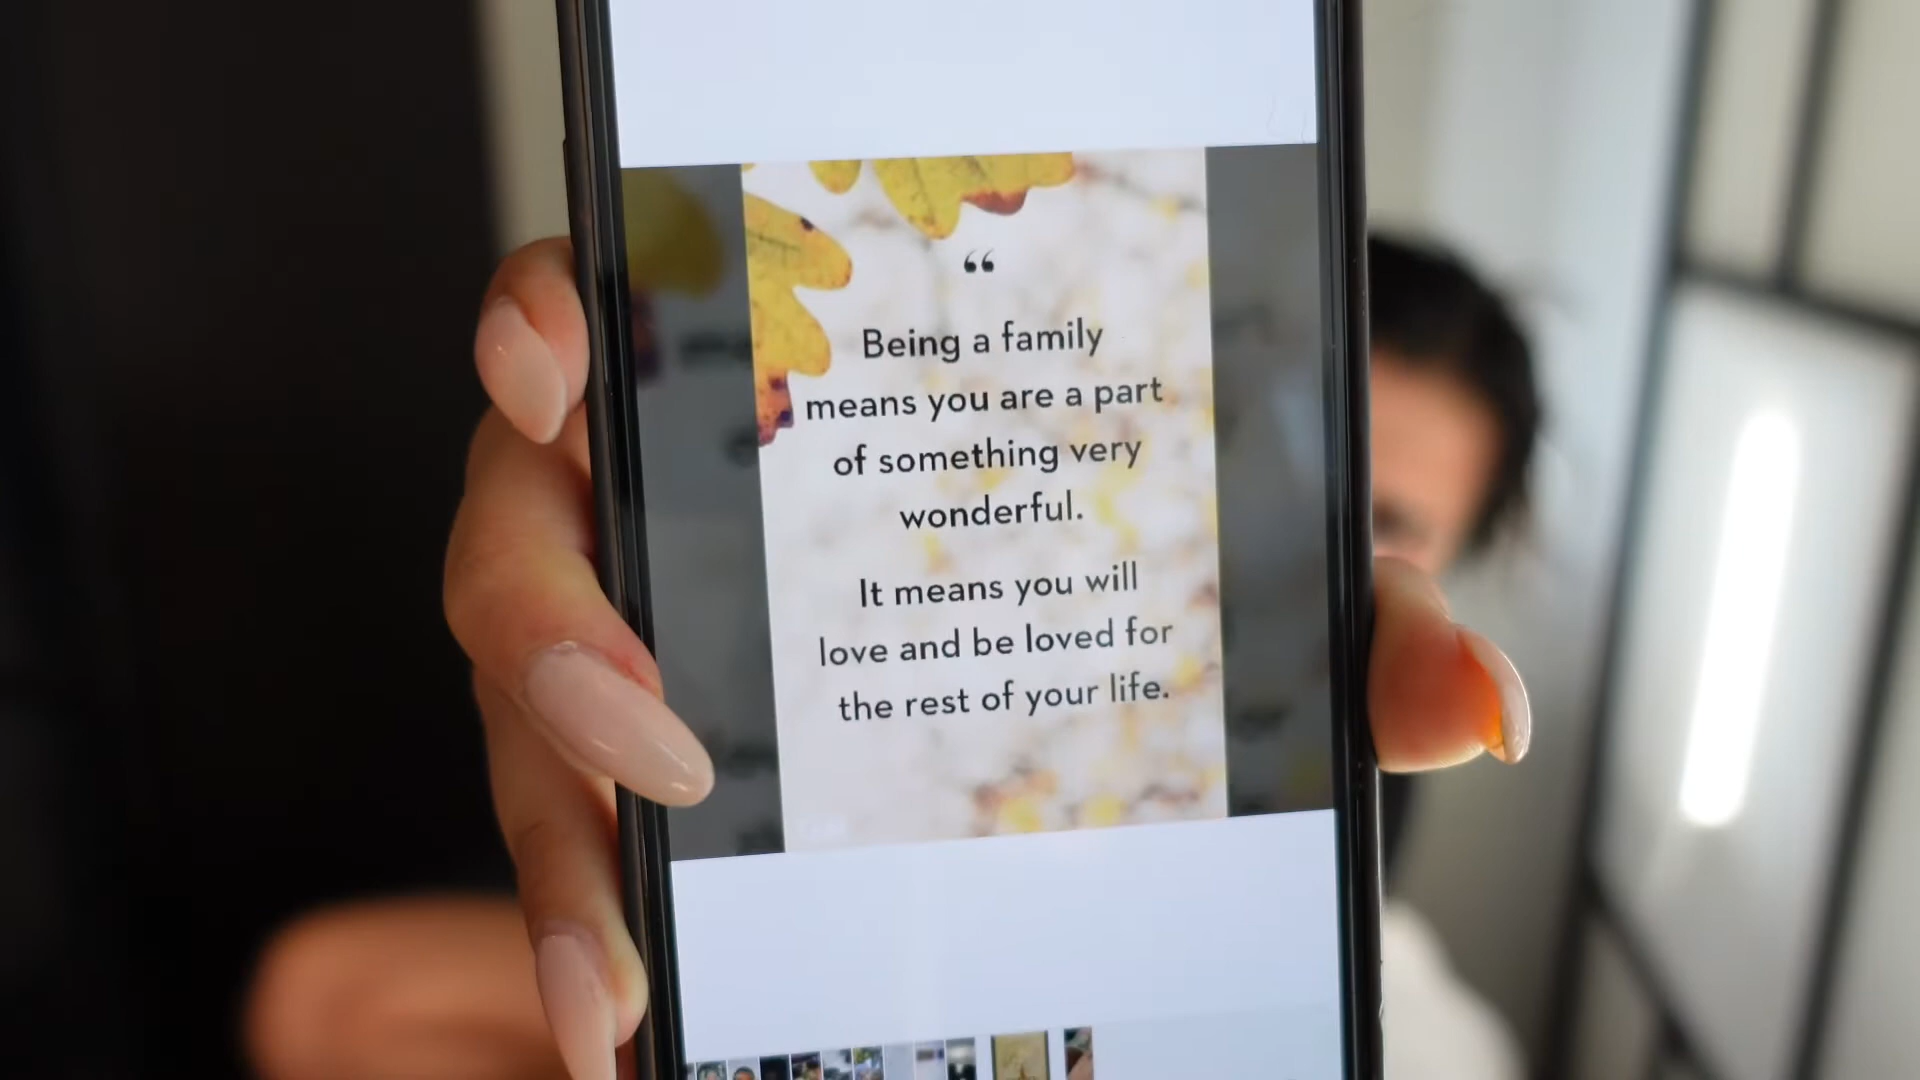 “
Being a family
means you are a part
of something very
wonderful.
It means you will
love and be loved for
the rest of your life.